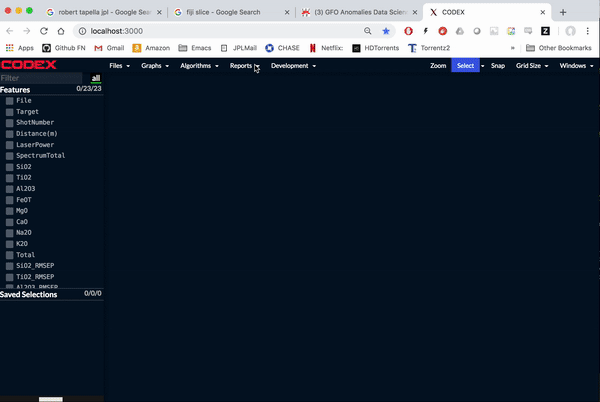 robert tapella jpl - Google Sear
fiji slice - Google Search
(3) GFO Anomalies Data Scienc
CODEX
localhost:3000
Apps
Github FN
Gmail
Amazon
Emacs
JPLMail
CHASE
Netflix:
HDTorrents
Torrentz2
»
Other Bookmarks
CODEX
Files
Graphs
Algorithms
Reports
Development
Zoom
Select
Snap
Grid Size
Windows
Filter
all
Features
0/23/23
File
Target
ShotNumber
Distance(m)
LaserPower
SpectrumTotal
SiO2
TiO2
Al2O3
FeOT
MgO
CaO
Na2O
K2O
Total
SiO2_RMSEP
TiO2_RMSEP
Al2O3_RMSEP
Saved Selections
0/0/0